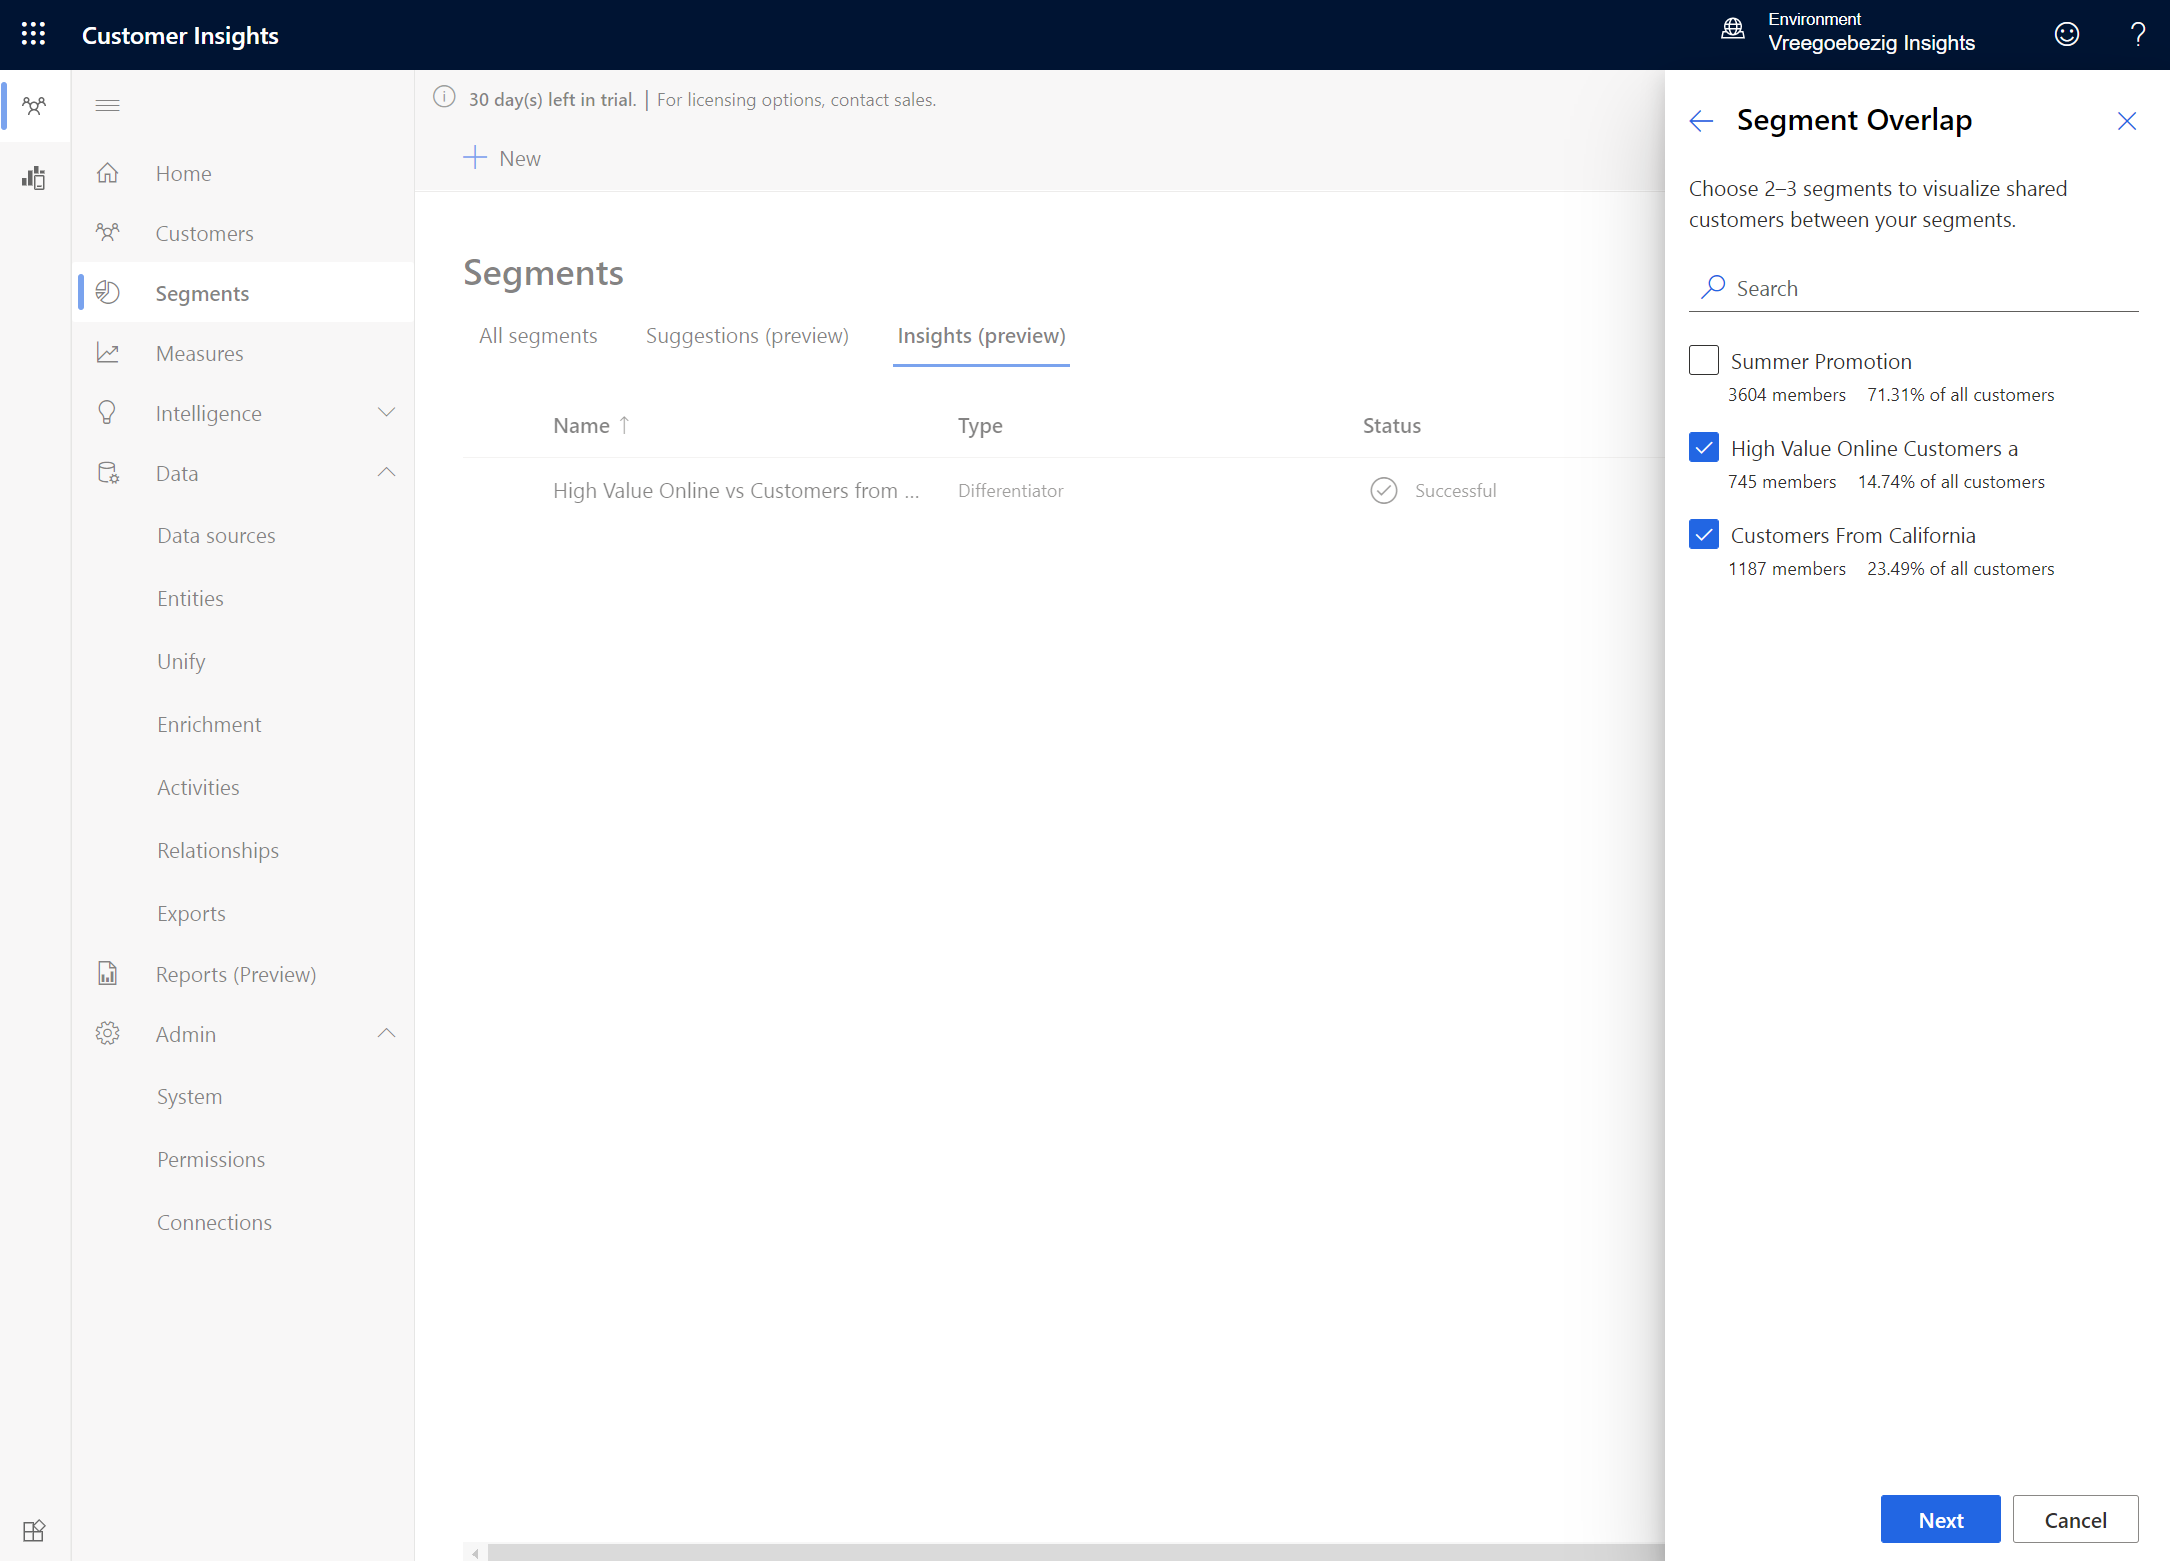 Customer Insights
Environment
Vreegoebezig Insights
?
30 day(s) left in trial. | For licensing options, contact sales.
New
Home
Customers
Segments
Measures
Intelligence
Data
Data sources
Entities
Unify
Enrichment
Activities
Relationships
Exports
Reports (Preview)
Admin
System
Permissions
Connections
Segments
All segments Suggestions (preview) Insights (preview)
Name ↑ Type Status
High Value Online vs Customers from ... Differentiator Successful
Segment Overlap
Choose 2–3 segments to visualize shared
customers between your segments.
Search
Summer Promotion
3604 members 71.31% of all customers
High Value Online Customers a
745 members 14.74% of all customers
Customers From California
1187 members 23.49% of all customers
Next Cancel